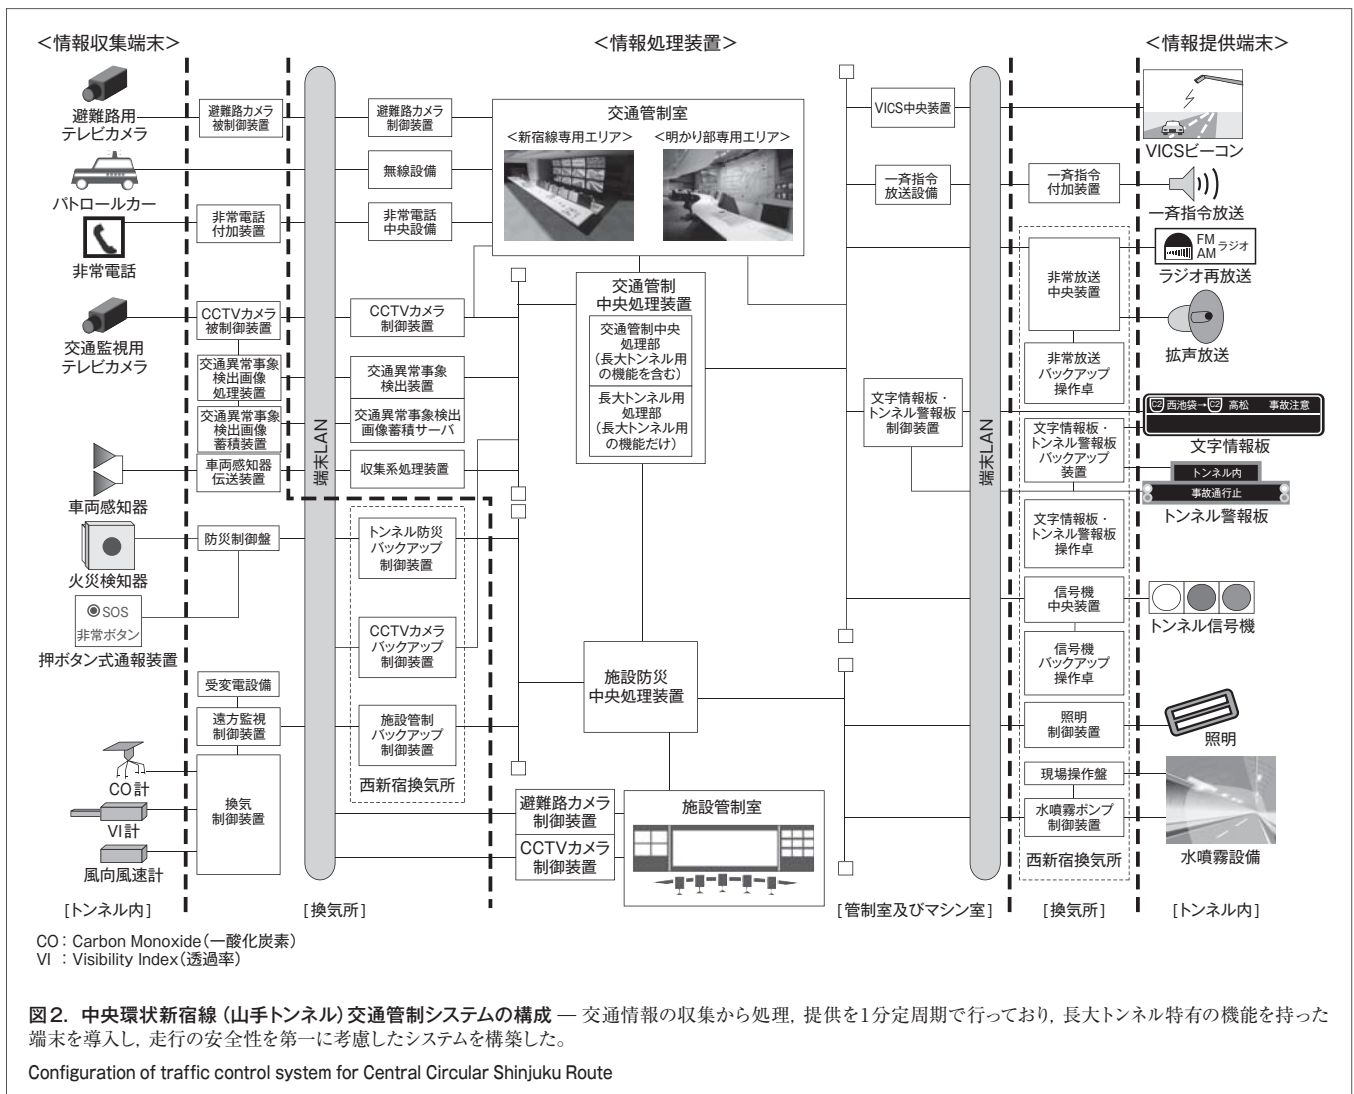 <情報収集端末>
<情報処理装置>
<情報提供端末>
避難路用
テレビカメラ
パトロールカー
非常電話
交通監視用
テレビカメラ
車両感知器
火災検知器
SOS
非常ボタン
押ボタン式通報装置
CO計
VI計
風向風速計
[トンネル内]
避難路カメラ
被制御装置
非常電話
付加装置
CCTVカメラ
被制御装置
交通異常事象
検出画像
処理装置
交通異常事象
検出画像
蓄積装置
車両感知器
伝送装置
防災制御盤
受変電設備
遠方監視
制御装置
換気
制御装置
端末LAN
[換気所]
避難路カメラ
制御装置
無線設備
非常電話
中央設備
CCTVカメラ
制御装置
交通異常事象
検出装置
交通異常事象検出
画像蓄積サーバ
収集系処理装置
トンネル防災
バックアップ
制御装置
CCTVカメラ
バックアップ
制御装置
施設管制
バックアップ
制御装置
西新宿換気所
交通管制室
<新宿線専用エリア>
<明かり部専用エリア>
交通管制
中央処理装置
交通管制中央
処理部
(長大トンネル用
の機能を含む)
長大トンネル用
処理部
(長大トンネル用
の機能だけ)
施設防災
中央処理装置
避難路カメラ
制御装置
CCTVカメラ
制御装置
施設管制室
VICS中央装置
一斉指令
放送設備
文字情報板・
トンネル警報板
制御装置
[管制室及びマシン室]
端末LAN
一斉指令
付加装置
非常放送
中央装置
非常放送
バックアップ
操作卓
文字情報板・
トンネル警報板
バックアップ
装置
文字情報板・
トンネル警報板
操作卓
信号機
中央装置
信号機
バックアップ
操作卓
照明
制御装置
現場操作盤
水噴霧ポンプ
制御装置
西新宿換気所
[換気所]
VICSビーコン
一斉指令放送
FM
AM
ラジオ
ラジオ再放送
拡声放送
C2 西池袋→C2 高松 事故注意
文字情報板
トンネル内
事故通行止
トンネル警報板
トンネル信号機
照明
水噴霧設備
[トンネル内]
CO:Carbon Monoxide(一酸化炭素)
VI :Visibility Index(透過率)
図2. 中央環状新宿線(山手トンネル)交通管制システムの構成 — 交通情報の収集から処理,提供を1分定周期で行っており,長大トンネル特有の機能を持った
端末を導入し,走行の安全性を第一に考慮したシステムを構築した。
Configuration of traffic control system for Central Circular Shinjuku Route